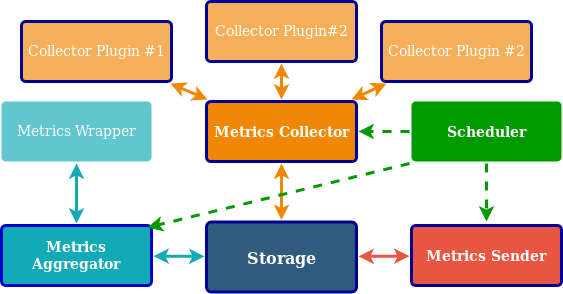 Collector Plugin #1
Collector Plugin#2
Collector Plugin #2
Metrics Wrapper
Metrics Collector
Scheduler
Metrics
Aggregator
Storage
Metrics Sender